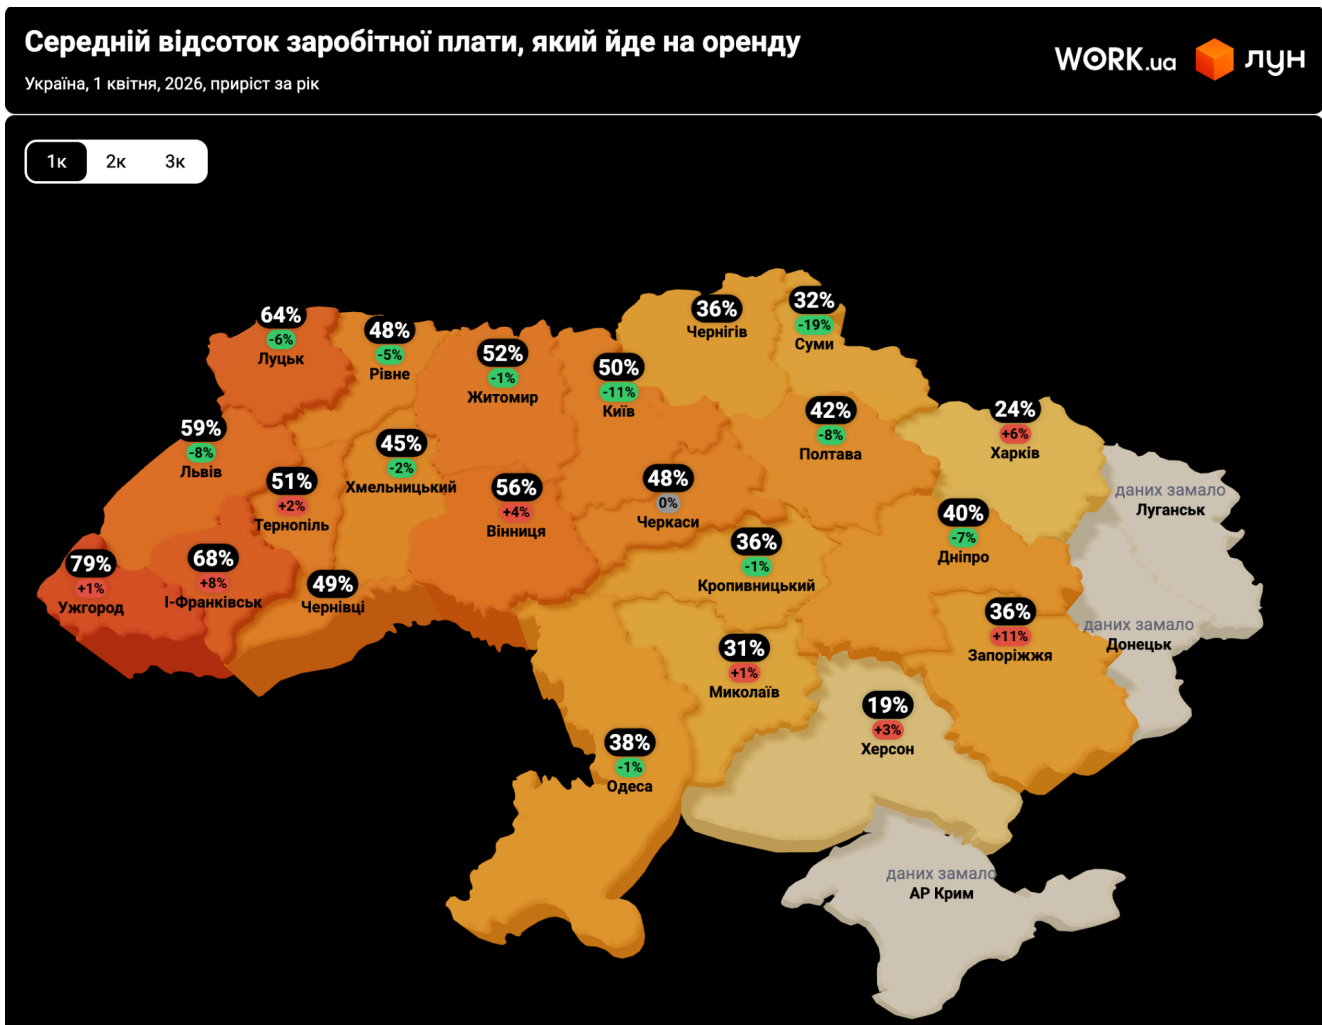 Середній відсоток заробітної плати, який йде на оренду
Україна, 1 квітня, 2026, приріст за рік
WORK.ua лун
1к 2к 3к
64%
-6%
Луцьк
48%
-5%
Рівне
52%
-1%
Житомир
50%
-11%
Київ
36%
Чернігів
32%
-19%
Суми
59%
-8%
Львів
51%
+2%
Тернопіль
45%
-2%
Хмельницький
56%
+4%
Вінниця
48%
0%
Черкаси
42%
-8%
Полтава
24%
+6%
Харків
даних замало
Луганськ
79%
+1%
Ужгород
68%
+8%
І-Франківськ
49%
Чернівці
36%
-1%
Кропивницький
40%
-7%
Дніпро
36%
+11%
Запоріжжя
даних замало
Донецьк
31%
+1%
Миколаїв
38%
-1%
Одеса
19%
+3%
Херсон
даних замало
АР Крим